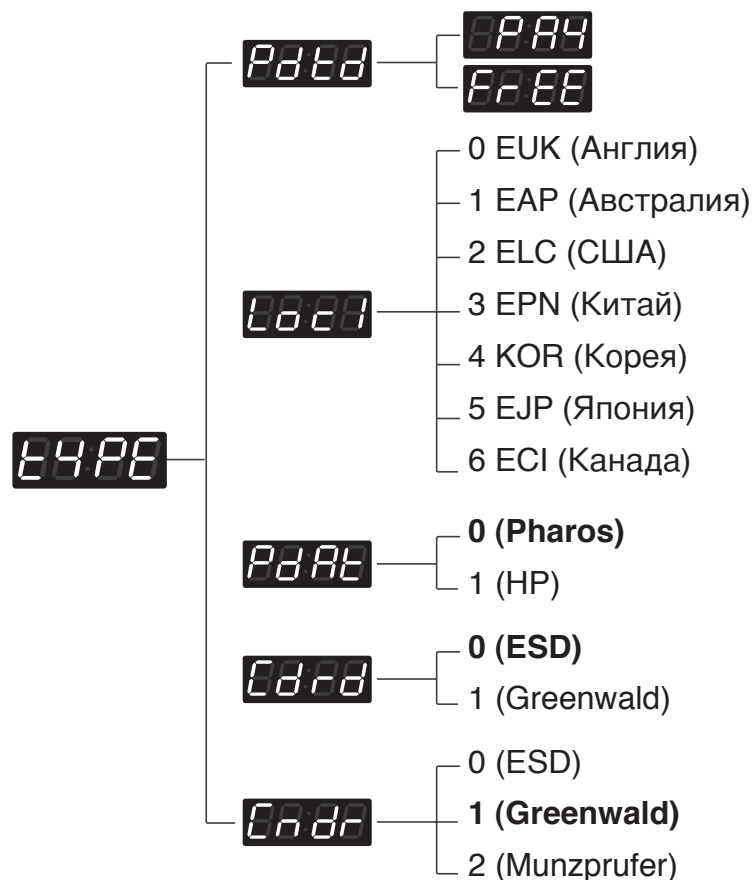 Pdtd
PAY
FrEE
0 EUK (Англия)
1 EAP (Австралия)
2 ELC (США)
Loc1
3 EPN (Китай)
4 KOR (Корея)
5 EJP (Япония)
6 ECI (Канада)
tYPE
PdAt
0 (Pharos)
1 (HP)
Cdrd
0 (ESD)
1 (Greenwald)
Cndr
0 (ESD)
1 (Greenwald)
2 (Munzprufer)